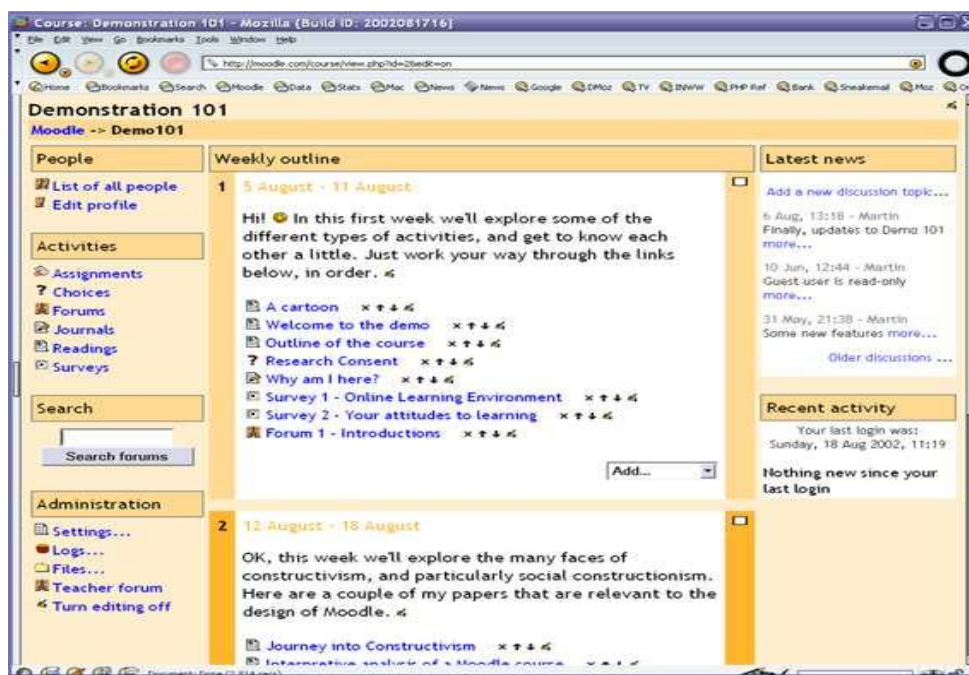 Course: Demonstration 101 - Mozilla {Build ID: 2002081716}
File Edit View Go Bookmarks Tools Window Help
http://moodle.com/course/view.php?id=2&edit=on
Home Bookmarks Search Moodle Data Stats Mac News News Google DMoz TV INWW PHP Ref Bank Sneakemail Moz
Demonstration 101
Moodle -> Demo101
People
List of all people
Edit profile
Activities
Assignments
? Choices
Forums
Journals
Readings
Surveys
Search
Search forums
Administration
Settings...
Logs...
Files...
Teacher forum
Turn editing off
Weekly outline
1 5 August - 11 August
Hi! In this first week we'll explore some of the
different types of activities, and get to know each
other a little. Just work your way through the links
below, in order.
A cartoon
Welcome to the demo
Outline of the course
? Research Consent
Why am I here?
Survey 1 - Online Learning Environment
Survey 2 - Your attitudes to learning
Forum 1 - Introductions
Add...
2 12 August - 18 August
OK, this week we'll explore the many faces of
constructivism, and particularly social constructionism.
Here are a couple of my papers that are relevant to the
design of Moodle.
Journey into Constructivism
Interpretive analysis of a Moodle course
Latest news
Add a new discussion topic...
6 Aug, 13:18 - Martin
Finally, updates to Demo 101
more...
10 Jun, 12:44 - Martin
Guest user is read-only
more...
31 May, 21:38 - Martin
Some new features more...
Older discussions ...
Recent activity
Your last login was:
Sunday, 18 Aug 2002, 11:19
Nothing new since your
last login